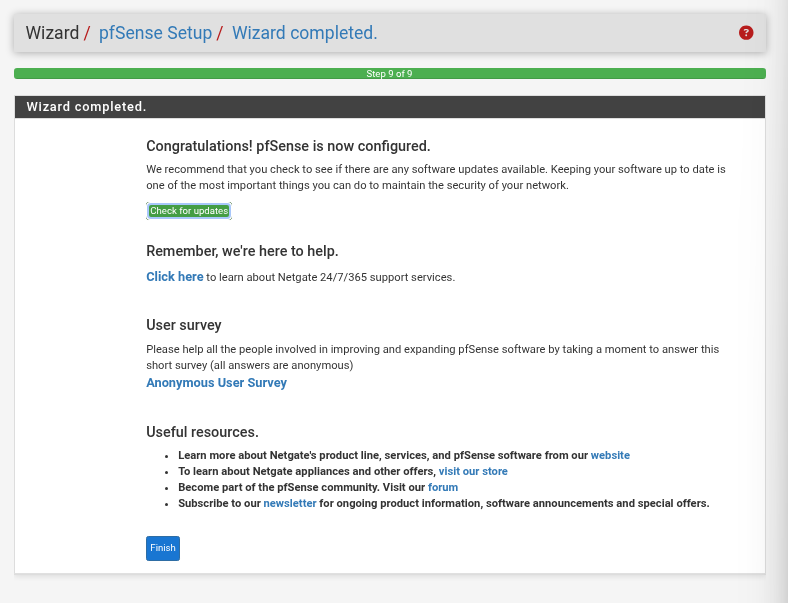 Wizard / pfSense Setup / Wizard completed.
?
Step 9 of 9
Wizard completed.
Congratulations! pfSense is now configured.
We recommend that you check to see if there are any software updates available. Keeping your software up to date is
one of the most important things you can do to maintain the security of your network.
Check for updates
Remember, we're here to help.
Click here to learn about Netgate 24/7/365 support services.
User survey
Please help all the people involved in improving and expanding pfSense software by taking a moment to answer this
short survey (all answers are anonymous)
Anonymous User Survey
Useful resources.
• Learn more about Netgate's product line, services, and pfSense software from our website
• To learn about Netgate appliances and other offers, visit our store
• Become part of the pfSense community. Visit our forum
• Subscribe to our newsletter for ongoing product information, software announcements and special offers.
Finish